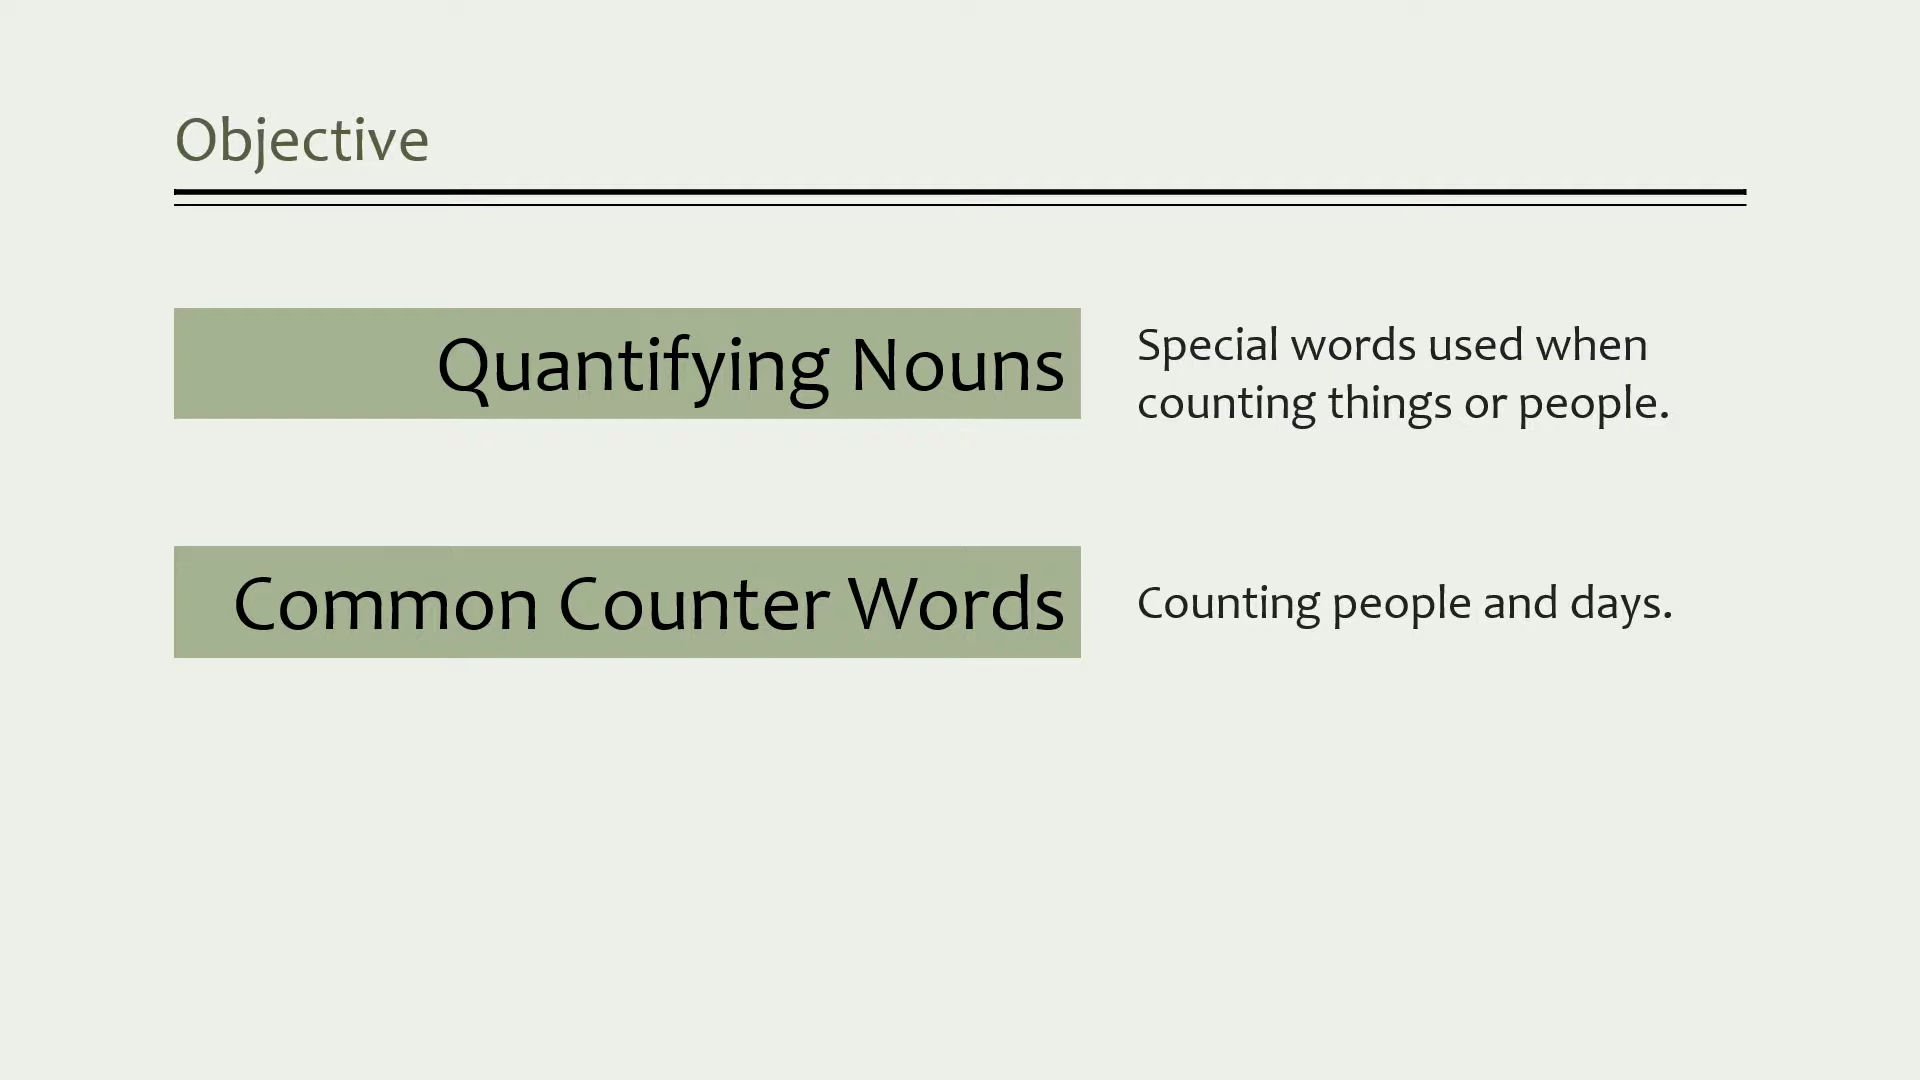 Objective
Quantifying Nouns
Special words used when
counting things or people.
Common Counter Words
Counting people and days.